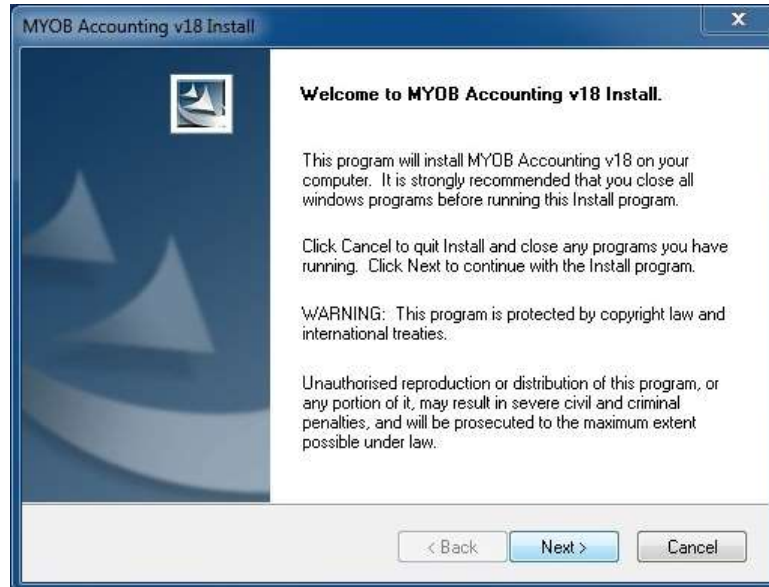 MYOB Accounting v18 Install
Welcome to MYOB Accounting v18 Install.
This program will install MYOB Accounting v18 on your
computer. It is strongly recommended that you close all
windows programs before running this Install program.
Click Cancel to quit Install and close any programs you have
running. Click Next to continue with the Install program.
WARNING: This program is protected by copyright law and
international treaties.
Unauthorised reproduction or distribution of this program, or
any portion of it, may result in severe civil and criminal
penalties, and will be prosecuted to the maximum extent
possible under law.
< Back Next > Cancel